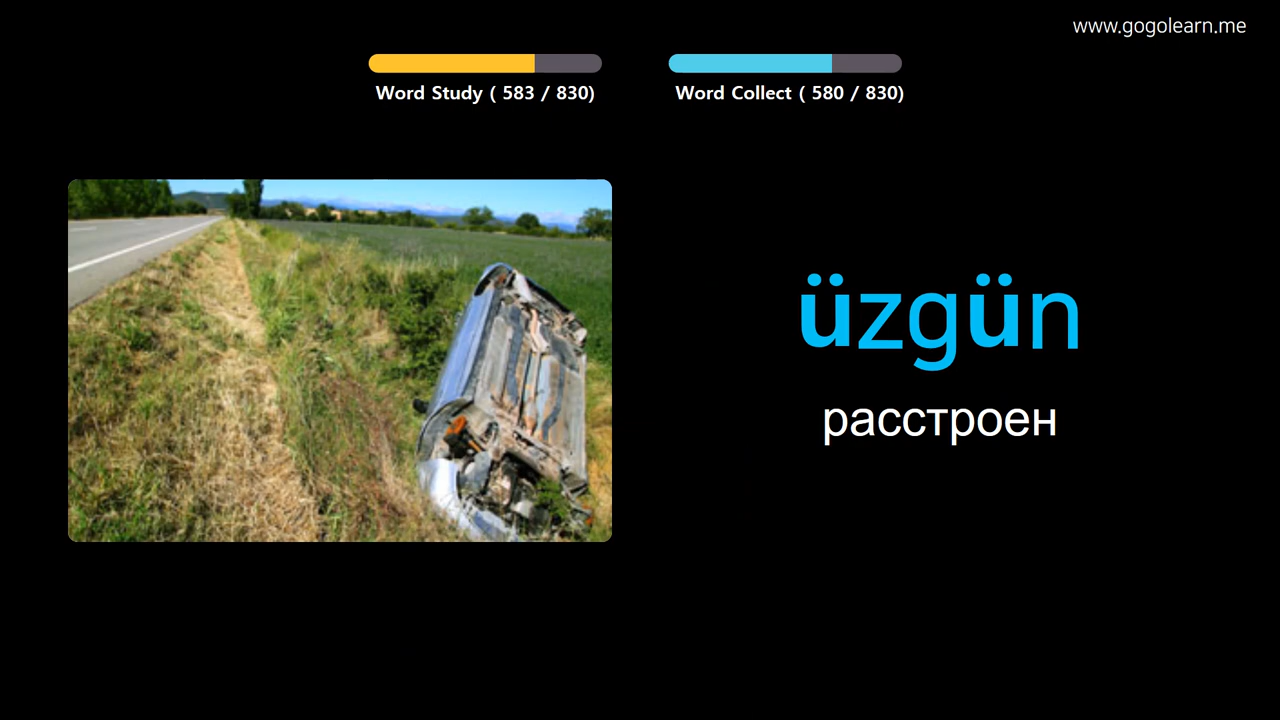 www.gogolearn.me
Word Study ( 583 / 830)
Word Collect ( 580 / 830)
üzgün
расстроен